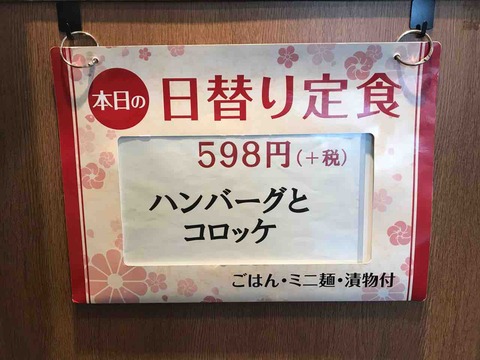 本日の 日替り定食
598円(+税)
ハンバーグと
コロッケ
ごはん・ミニ麺・漬物付